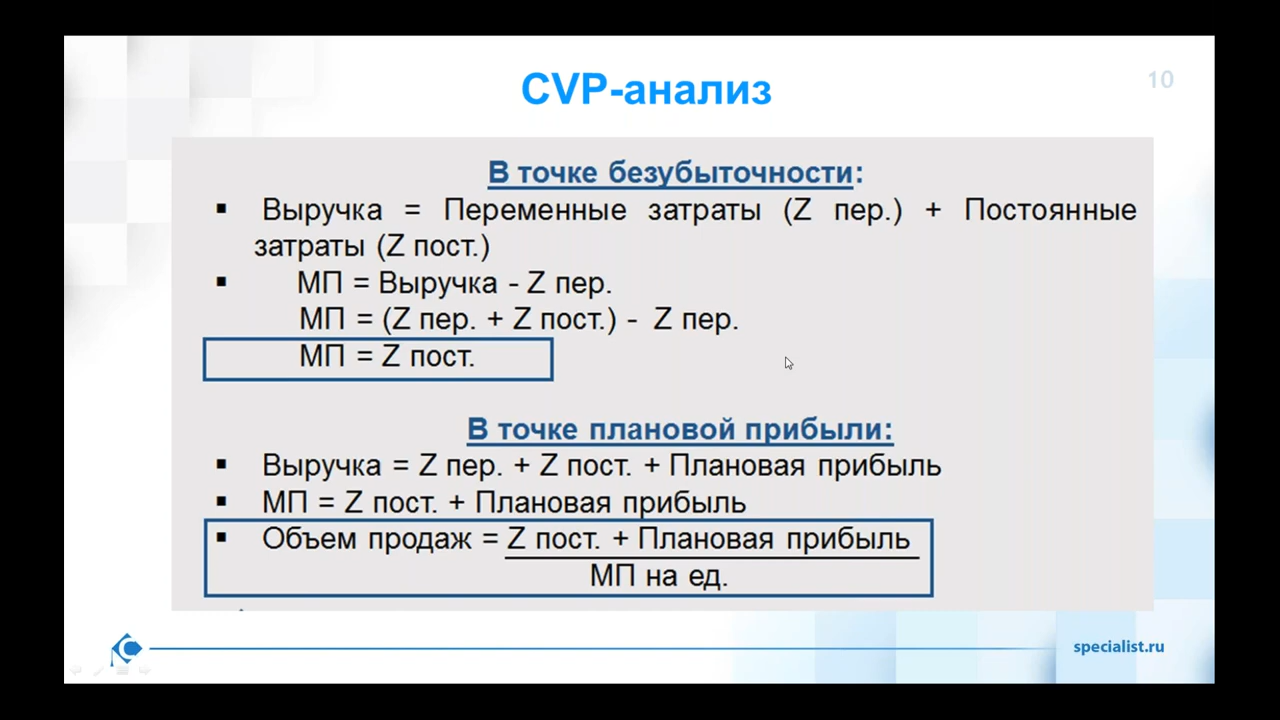 CVP-анализ
10
В точке безубыточности:
▪ Выручка = Переменные затраты (Z пер.) + Постоянные
затраты (Z пост.)
▪ МП = Выручка - Z пер.
МП = (Z пер. + Z пост.) - Z пер.
МП = Z пост.
В точке плановой прибыли:
▪ Выручка = Z пер. + Z пост. + Плановая прибыль
▪ МП = Z пост. + Плановая прибыль
▪ Объем продаж = Z пост. + Плановая прибыль
МП на ед.
specialist.ru